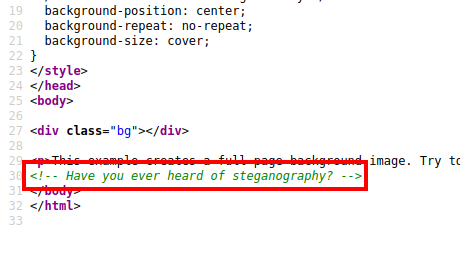 19 background-position: center;
20 background-repeat: no-repeat;
21 background-size: cover;
22 }
23 </style>
24 </head>
25 <body>
26
27 <div class="bg"></div>
28
29 <p>This example creates a full page background image. Try to
30 <!-- Have you ever heard of steganography? -->
31 </body>
32 </html>
33